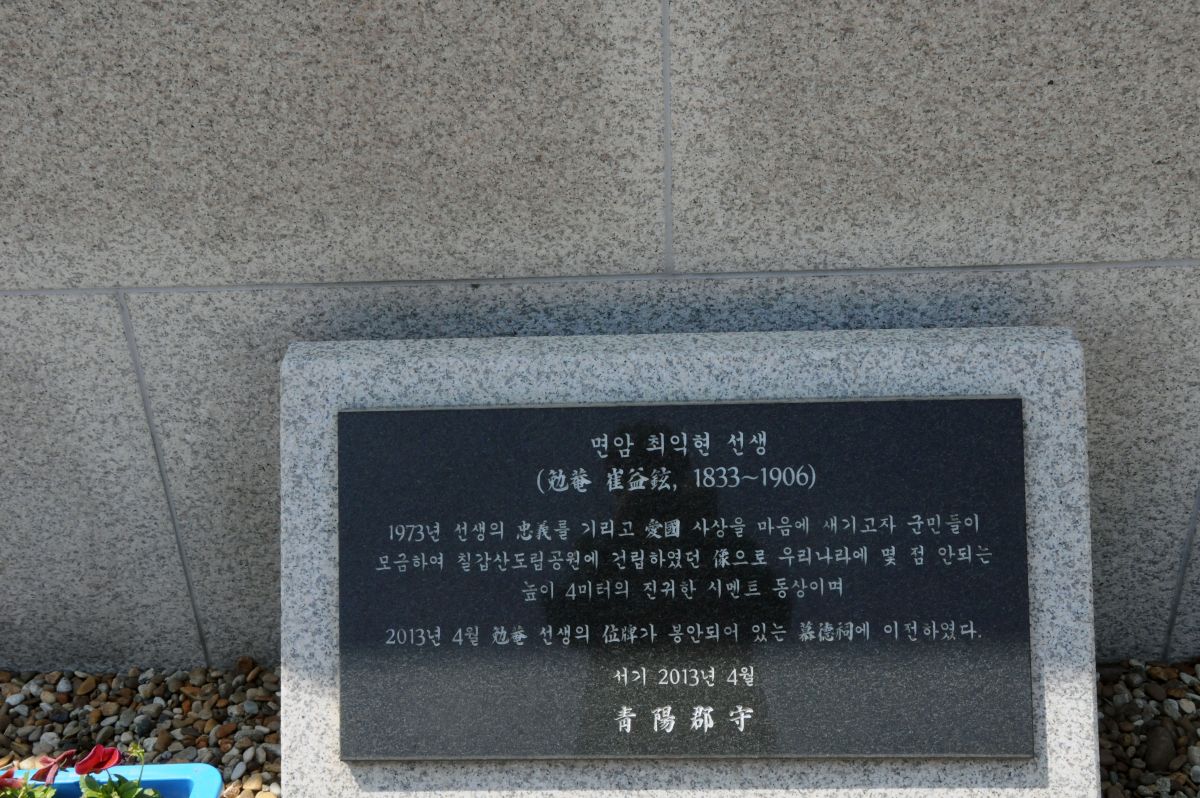 면암 최익현 선생
(勉菴 崔益鉉, 1833~1906)
1973년 선생의 忠義를 기리고 愛國 사상을 마음에 새기고자 군민들이
모금하여 칠갑산도립공원에 건립하였던 像으로 우리나라에 몇 점 안되는
높이 4미터의 진귀한 시멘트 동상이며
2013년 4월 勉菴 선생의 位牌가 봉안되어 있는 慕德祠에 이전하였다.
서기 2013년 4월
靑陽郡守